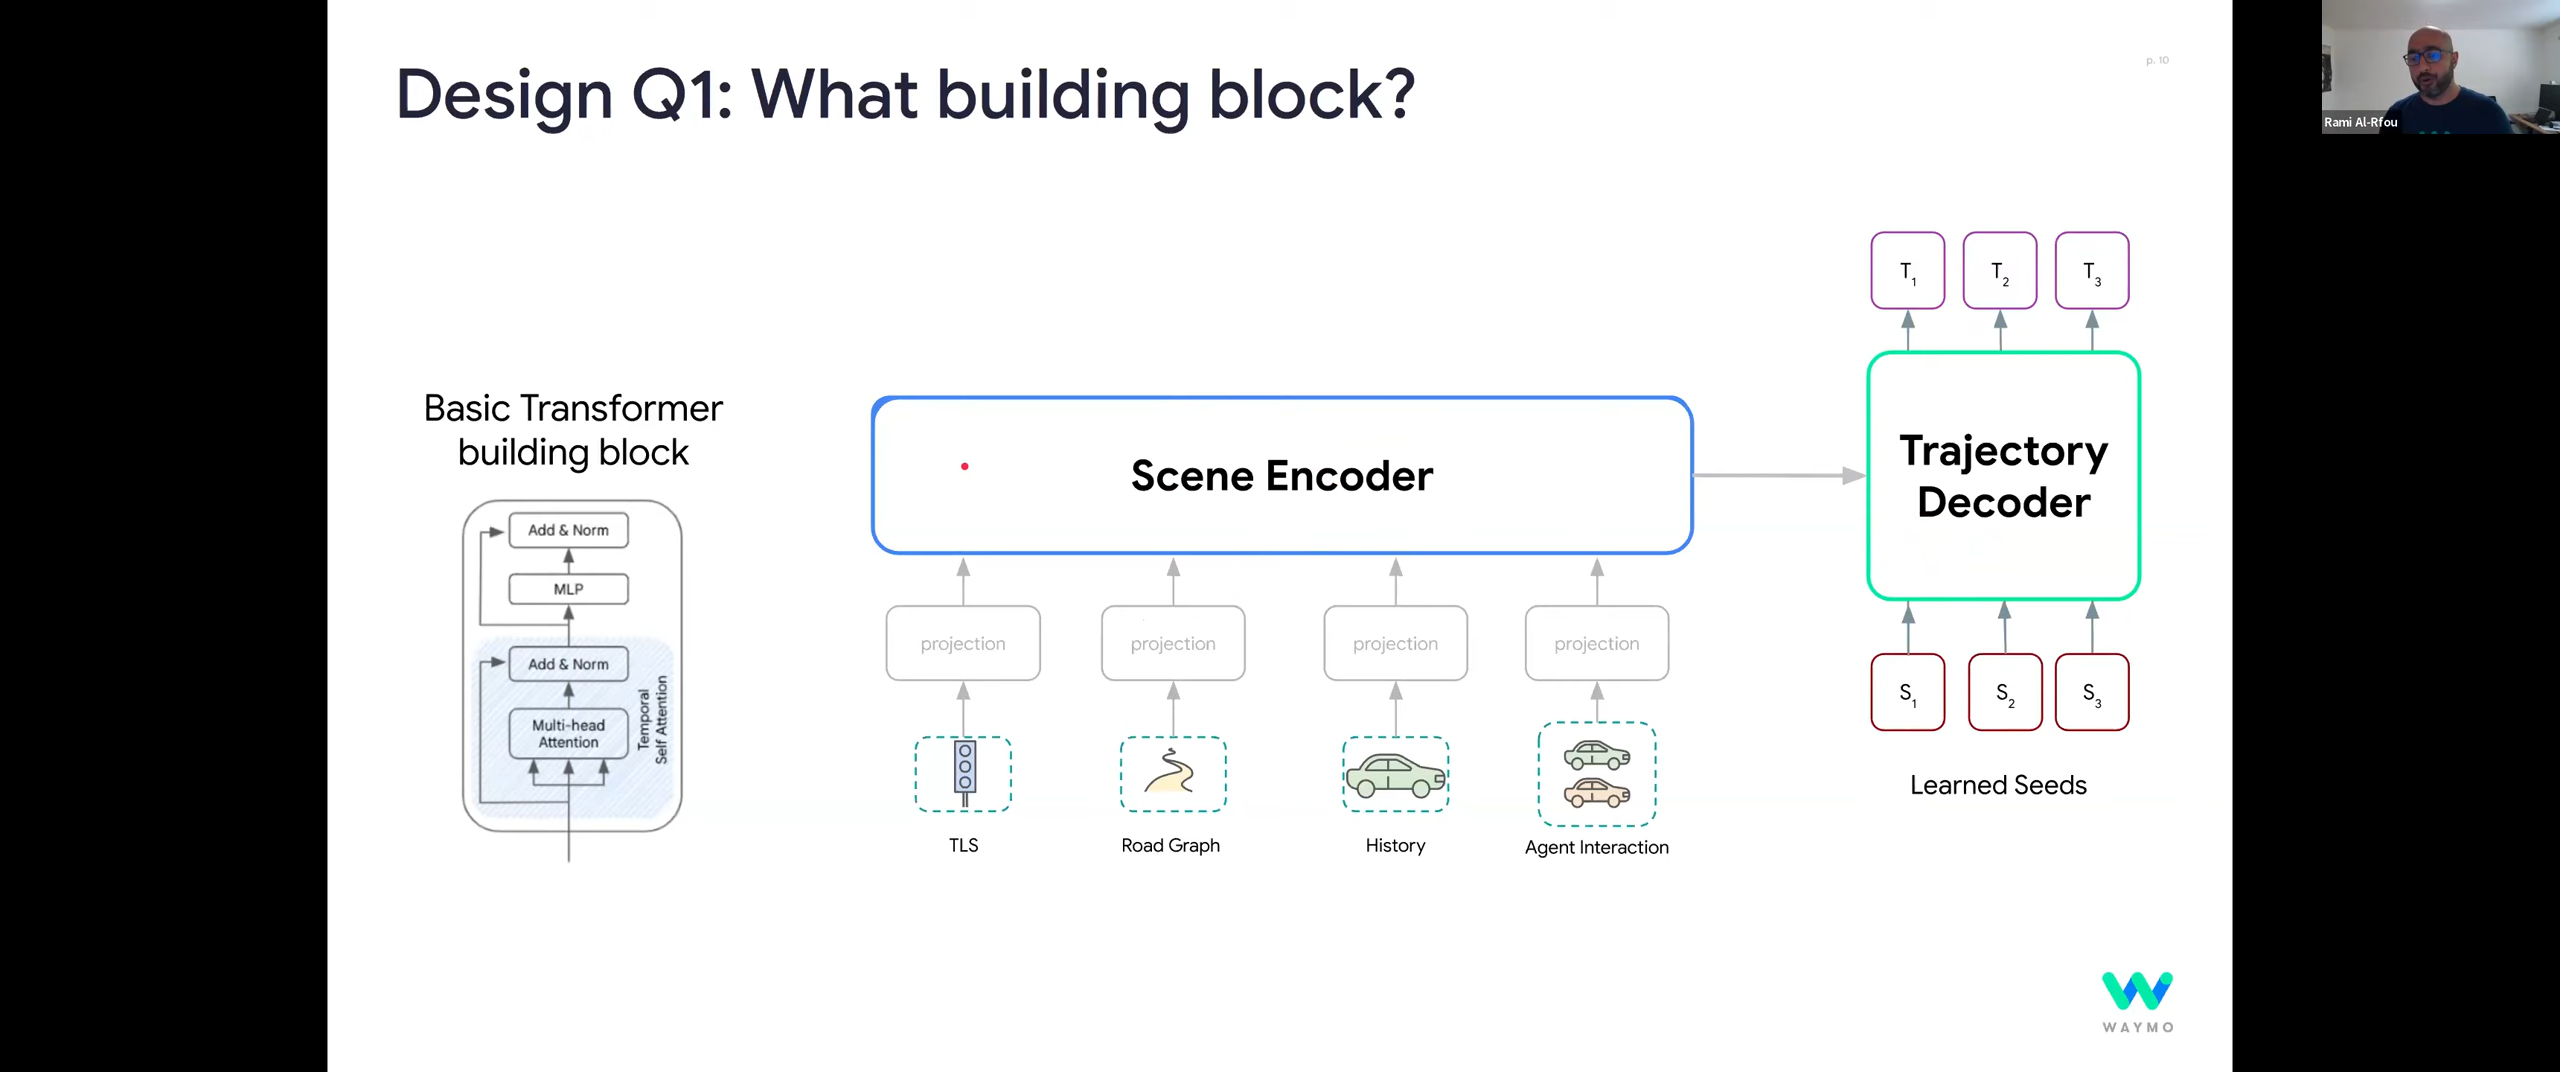 Design Q1: What building block?
p. 10
Rami Al-Rfou
Basic Transformer
building block
Add & Norm
MLP
Add & Norm
Multi-head
Attention
Temporal
Self Attention
Scene Encoder
projection
projection
projection
projection
TLS
Road Graph
History
Agent Interaction
T1
T2
T3
Trajectory
Decoder
S1
S2
S3
Learned Seeds
WAYMO